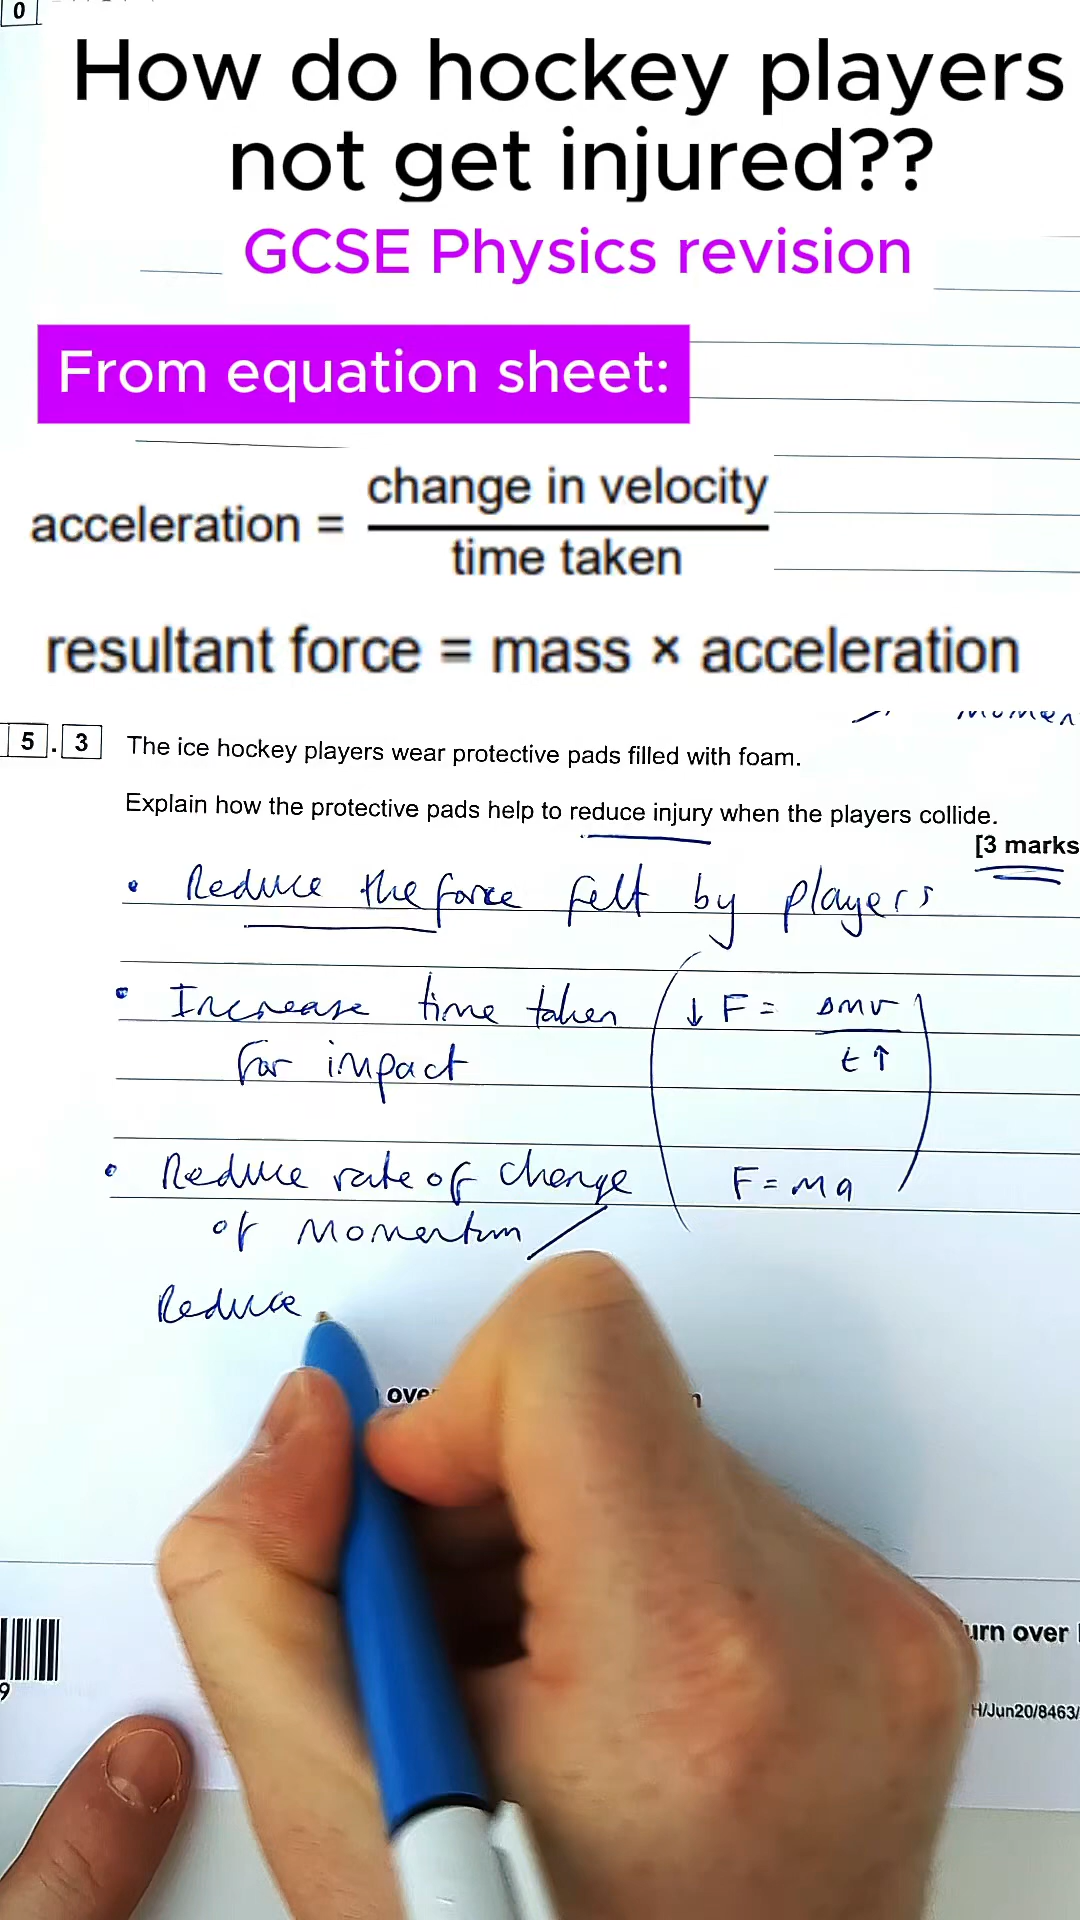 0
How do hockey players
not get injured??
GCSE Physics revision
From equation sheet:
acceleration = change in velocity
time taken
resultant force = mass × acceleration
5 . 3 The ice hockey players wear protective pads filled with foam.
Explain how the protective pads help to reduce injury when the players collide.
[3 marks
• Reduce the force felt by players
• Increase time taken
for impact
↓ F = Δmv
t ↑
• Reduce rate of change
of momentum
F = ma
Reduce
over
urn over
9
H/Jun20/8463/